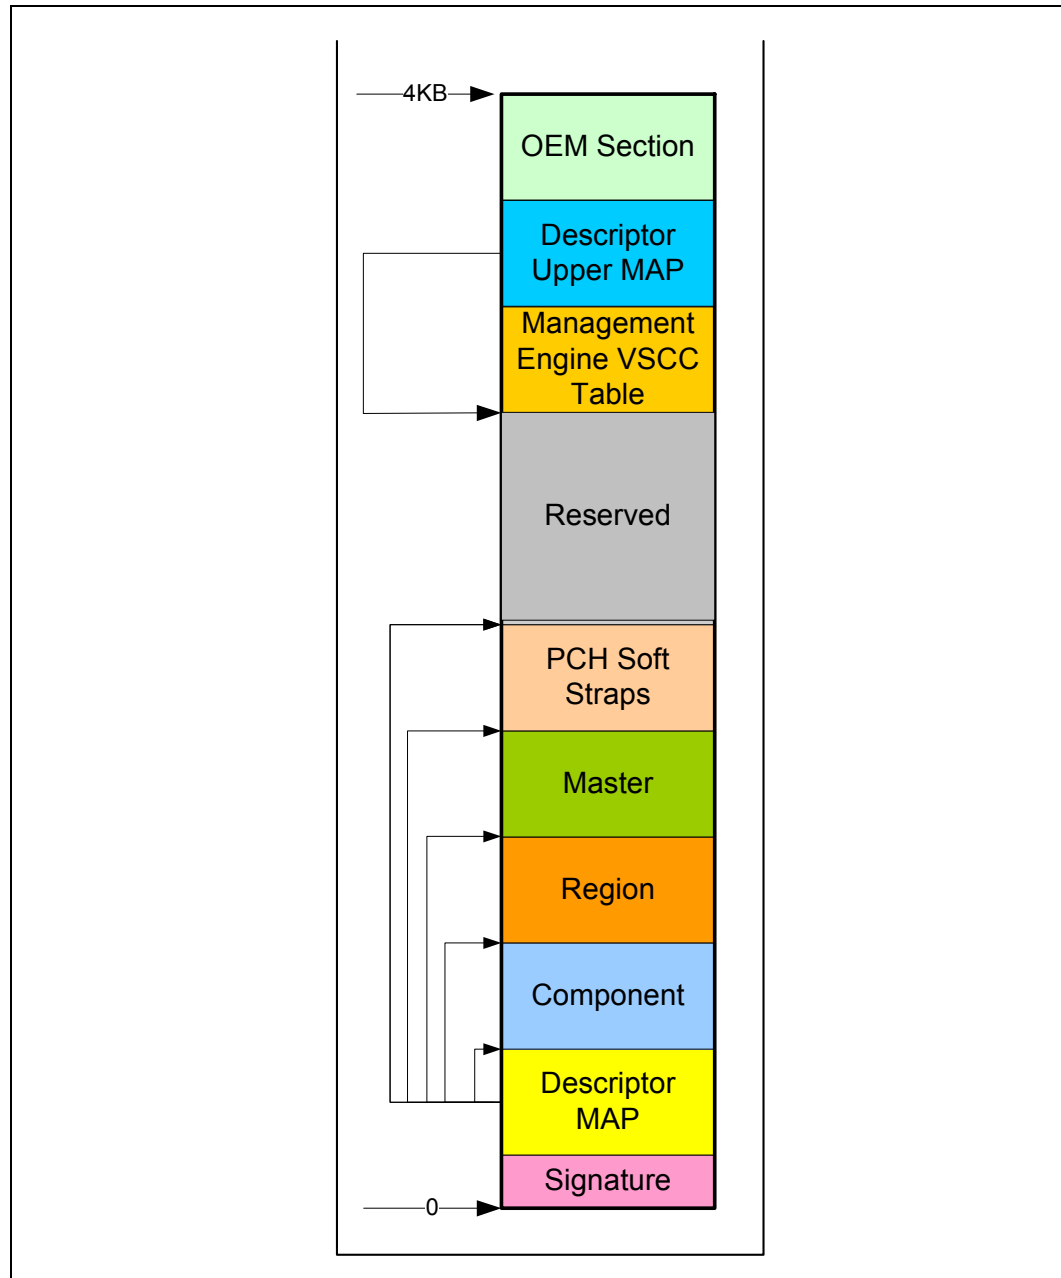 4KB
OEM Section
Descriptor
Upper MAP
Management
Engine VSCC
Table
Reserved
PCH Soft
Straps
Master
Region
Component
Descriptor
MAP
Signature
0